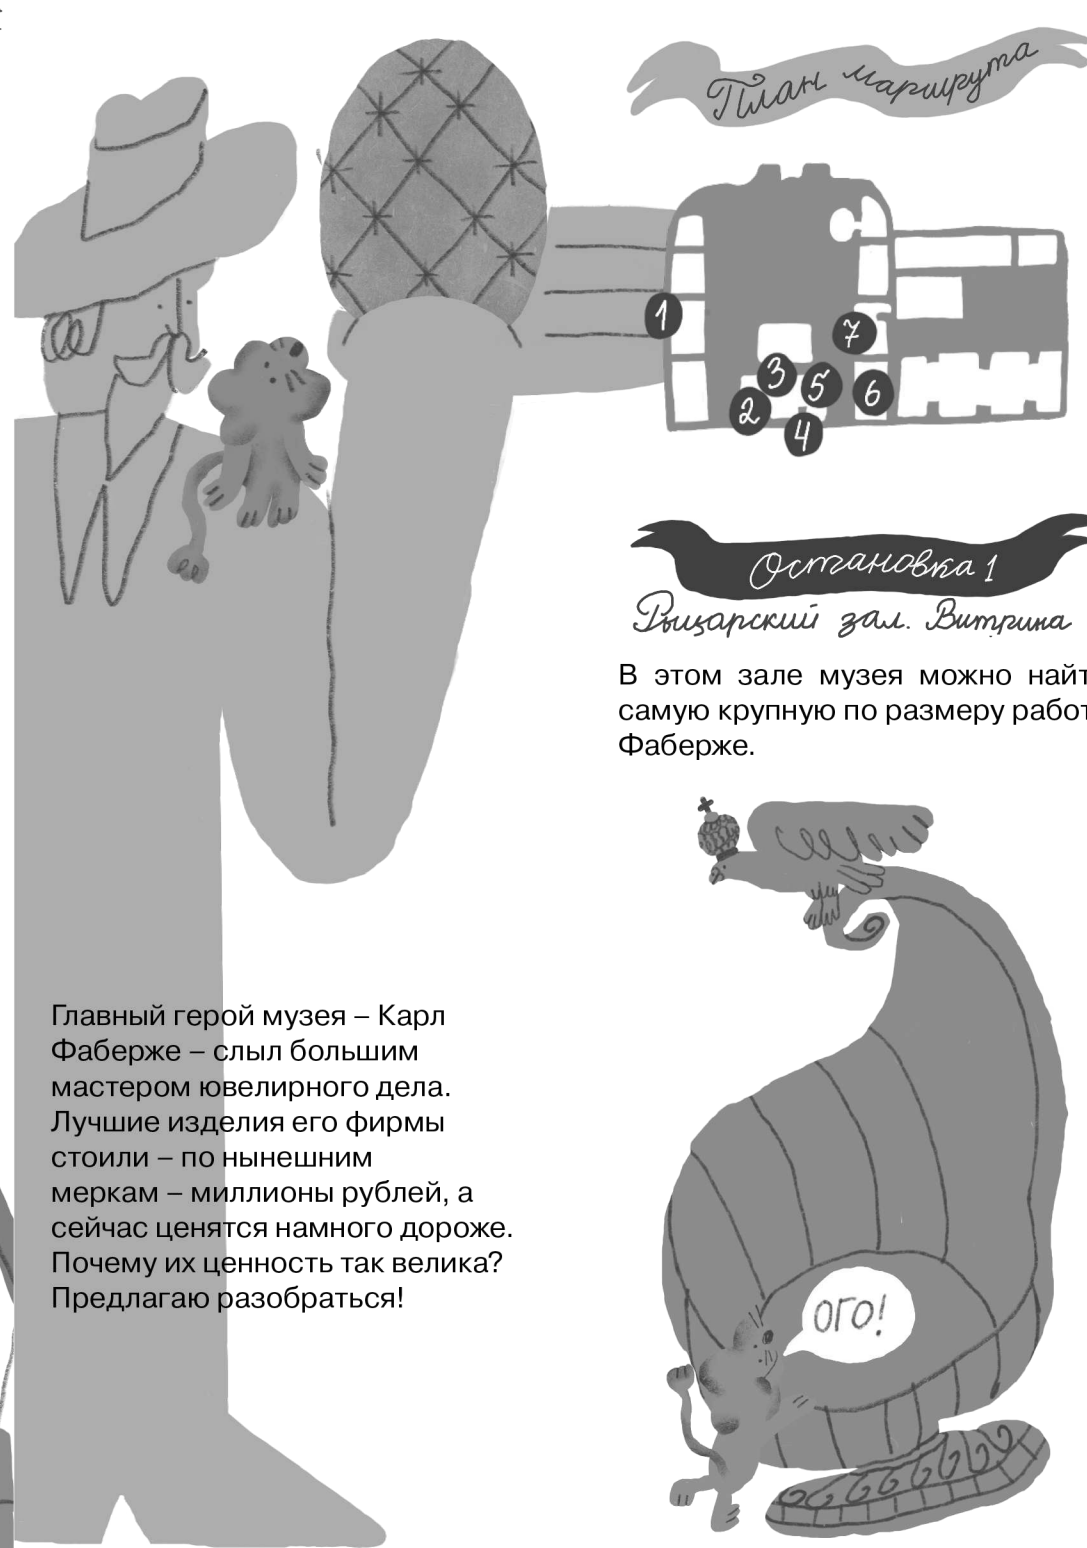 План маршрута
1
7
3
5
6
2
4
Остановка 1
Рыцарский зал. Витрина
В этом зале музея можно найт
самую крупную по размеру работ
Фаберже.
Главный герой музея – Карл
Фаберже – слыл большим
мастером ювелирного дела.
Лучшие изделия его фирмы
стоили – по нынешним
меркам – миллионы рублей, а
сейчас ценятся намного дороже.
Почему их ценность так велика?
Предлагаю разобраться!
ОГО!